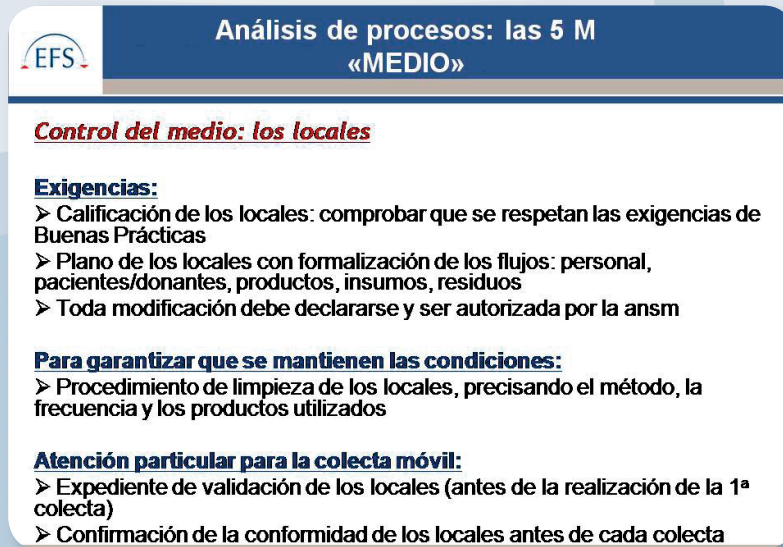 EFS
Análisis de procesos: las 5 M
«MEDIO»
Control del medio: los locales
Exigencias:
➢ Calificación de los locales: comprobar que se respetan las exigencias de
Buenas Prácticas
➢ Plano de los locales con formalización de los flujos: personal,
pacientes/donantes, productos, insumos, residuos
➢ Toda modificación debe declararse y ser autorizada por la ansm
Para garantizar que se mantienen las condiciones:
➢ Procedimiento de limpieza de los locales, precisando el método, la
frecuencia y los productos utilizados
Atención particular para la colecta móvil:
➢ Expediente de validación de los locales (antes de la realización de la 1ª
colecta)
➢ Confirmación de la conformidad de los locales antes de cada colecta